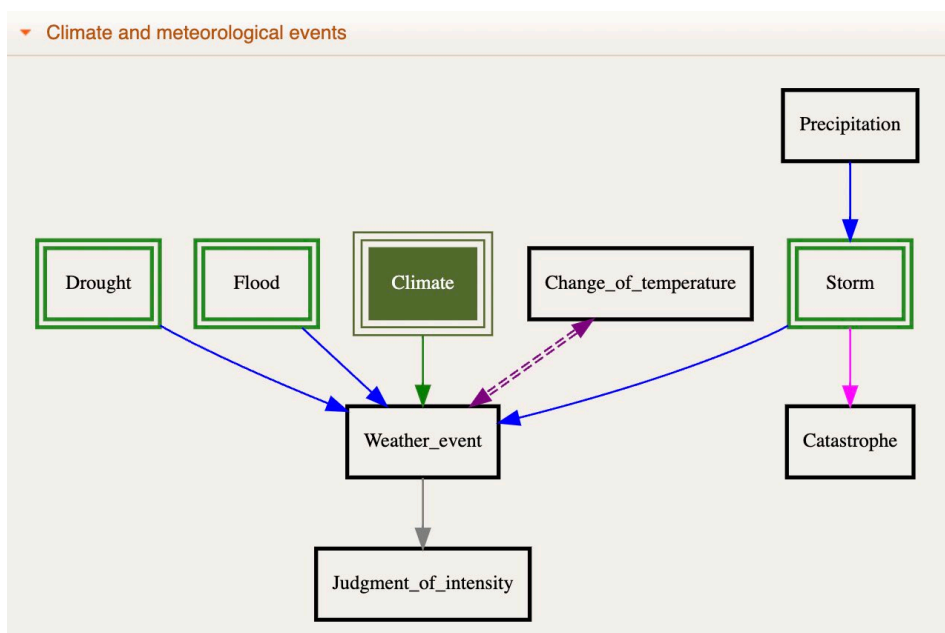 Climate and meteorological events
Precipitation
Drought
Flood
Climate
Change_of_temperature
Storm
Weather_event
Catastrophe
Judgment_of_intensity